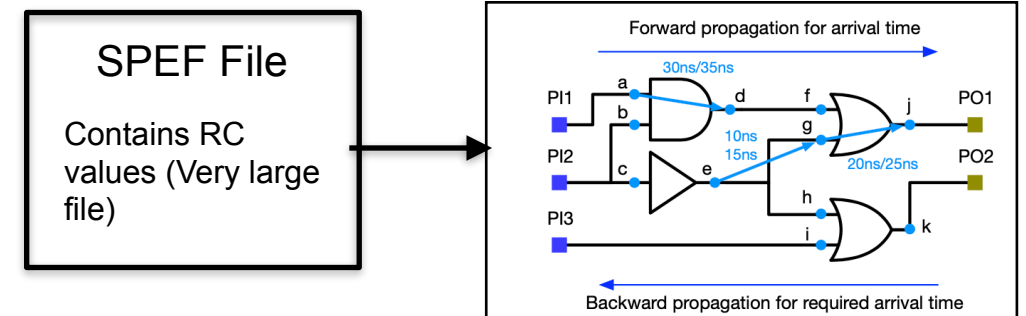 SPEF File
Contains RC
values (Very large
file)
Forward propagation for arrival time
30ns/35ns
a
d
f
j
PI1
PO1
b
g
10ns
15ns
20ns/25ns
PI2
PO2
c
e
h
PI3
i
k
Backward propagation for required arrival time